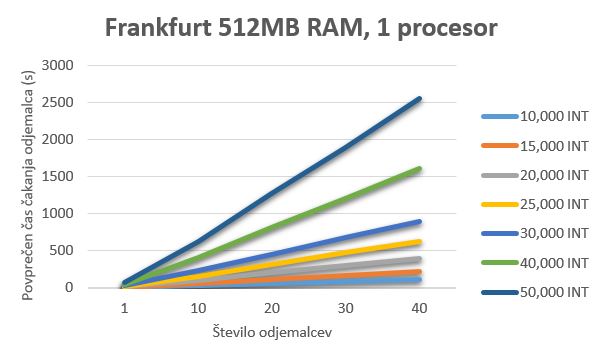 Frankfurt 512MB RAM, 1 procesor
Povprečen čas čakanja odjemalca (s)
3000
2500
2000
1500
1000
500
0
1 10 20 30 40
Število odjemalcev
10,000 INT
15,000 INT
20,000 INT
25,000 INT
30,000 INT
40,000 INT
50,000 INT